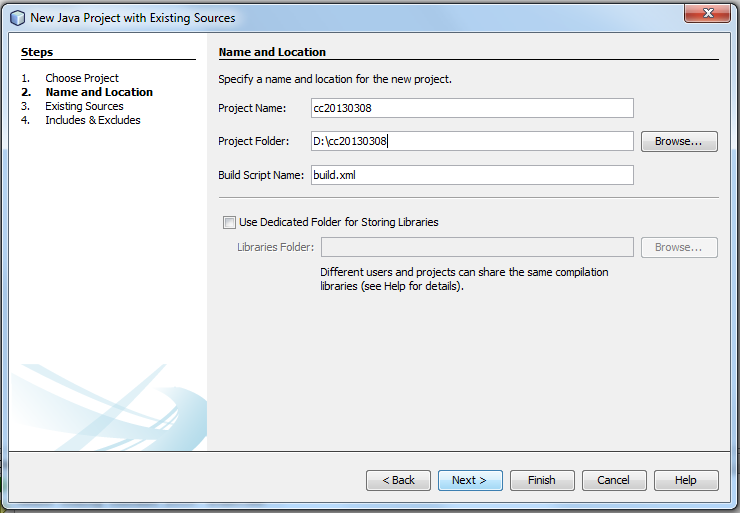 New Java Project with Existing Sources
Steps
1. Choose Project
2. Name and Location
3. Existing Sources
4. Includes & Excludes
Name and Location
Specify a name and location for the new project.
Project Name: cc20130308
Project Folder: D:\cc20130308 Browse...
Build Script Name: build.xml
Use Dedicated Folder for Storing Libraries
Libraries Folder: Browse...
Different users and projects can share the same compilation
libraries (see Help for details).
< Back Next > Finish Cancel Help